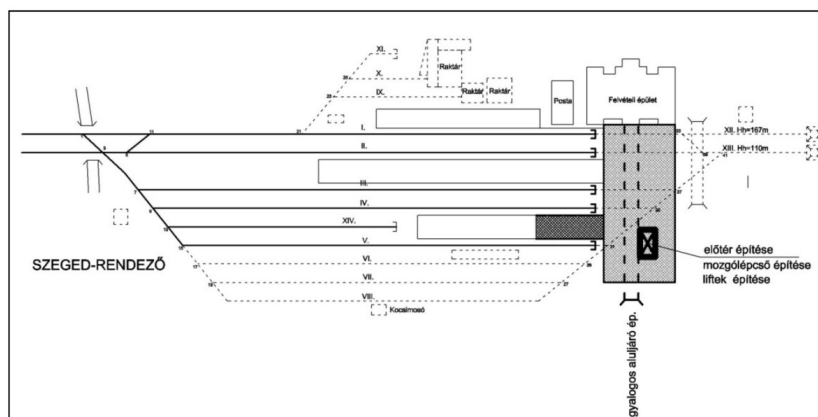 XI.
X.
Raktár
IX.
Raktár
Raktár
Posta
Felvételi épület
I.
XII. Hh=167m
II.
XIII. Hh=110m
III.
IV.
XIV.
V.
előtér építése
mozgólépcső építése
liftek építése
SZEGED-RENDEZŐ
VI.
VII.
VIII.
Kocsimosó
gyalogos aluljáró ép.